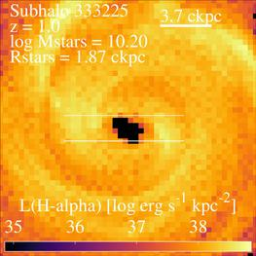 Subhalo 333225
3.7 ckpc
z = 1.0
log Mstars = 10.20
Rstars = 1.87 ckpc
L(H-alpha) [log erg s⁻¹ kpc⁻²]
35 36 37 38